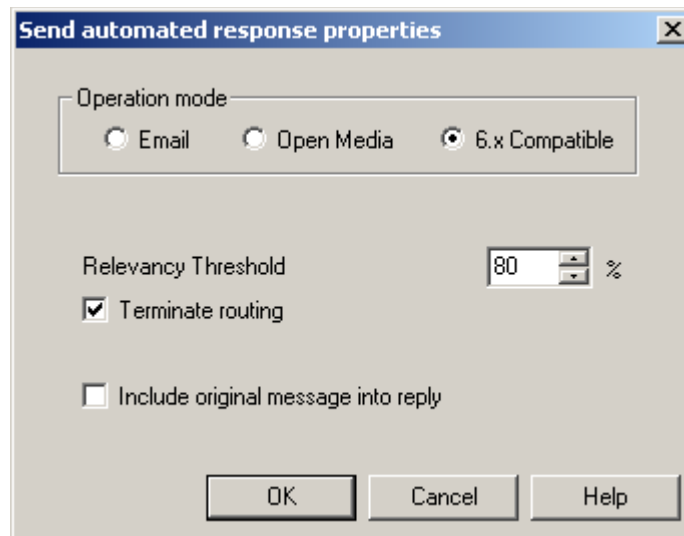 Send automated response properties
Operation mode
Email Open Media 6.x Compatible
Relevancy Threshold 80 %
Terminate routing
Include original message into reply
OK Cancel Help